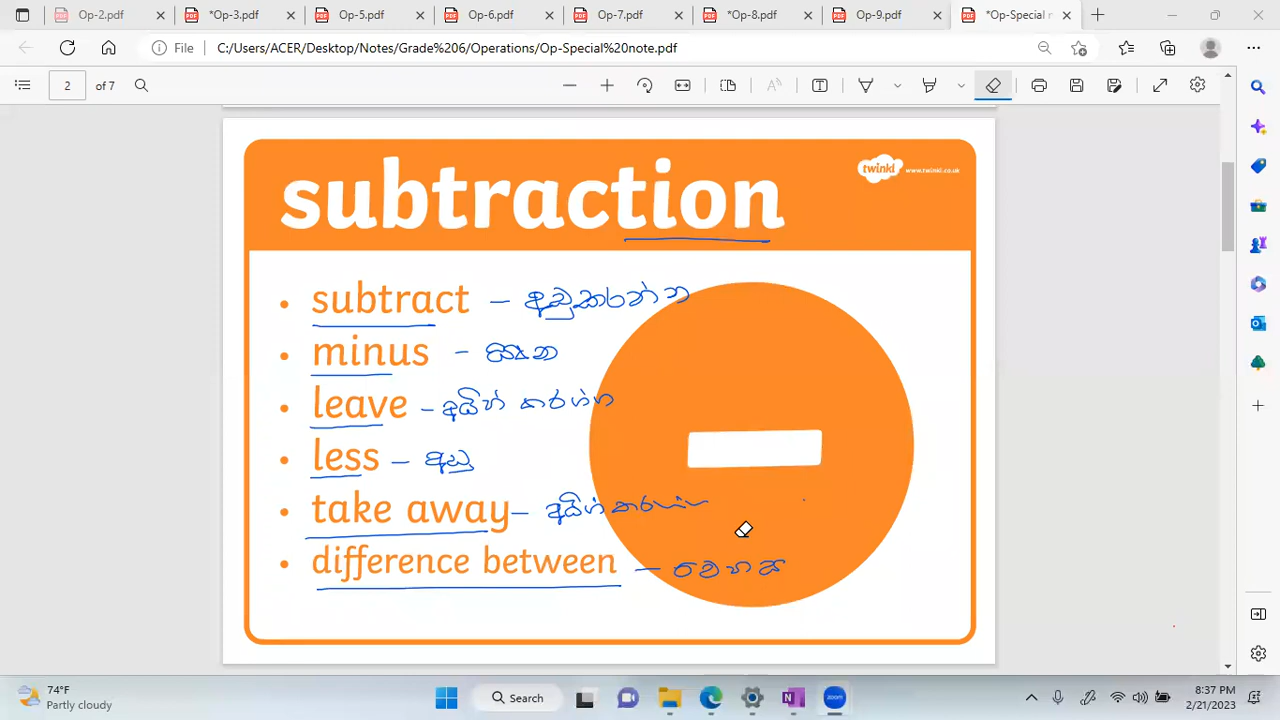 Op-2.pdf *Op-3.pdf Op-5.pdf Op-6.pdf Op-7.pdf *Op-8.pdf Op-9.pdf *Op-Special r
File C:/Users/ACER/Desktop/Notes/Grade%206/Operations/Op-Special%20note.pdf
2 of 7
subtraction
twinkl www.twinkl.co.uk
• subtract – අඩුකරන්න
• minus – සෘන
• leave – අයින් කරන්න
• less – අඩු
• take away – අයින් කරන්න
• difference between – වෙනස
74°F
Partly cloudy
Search
8:37 PM
2/21/2023